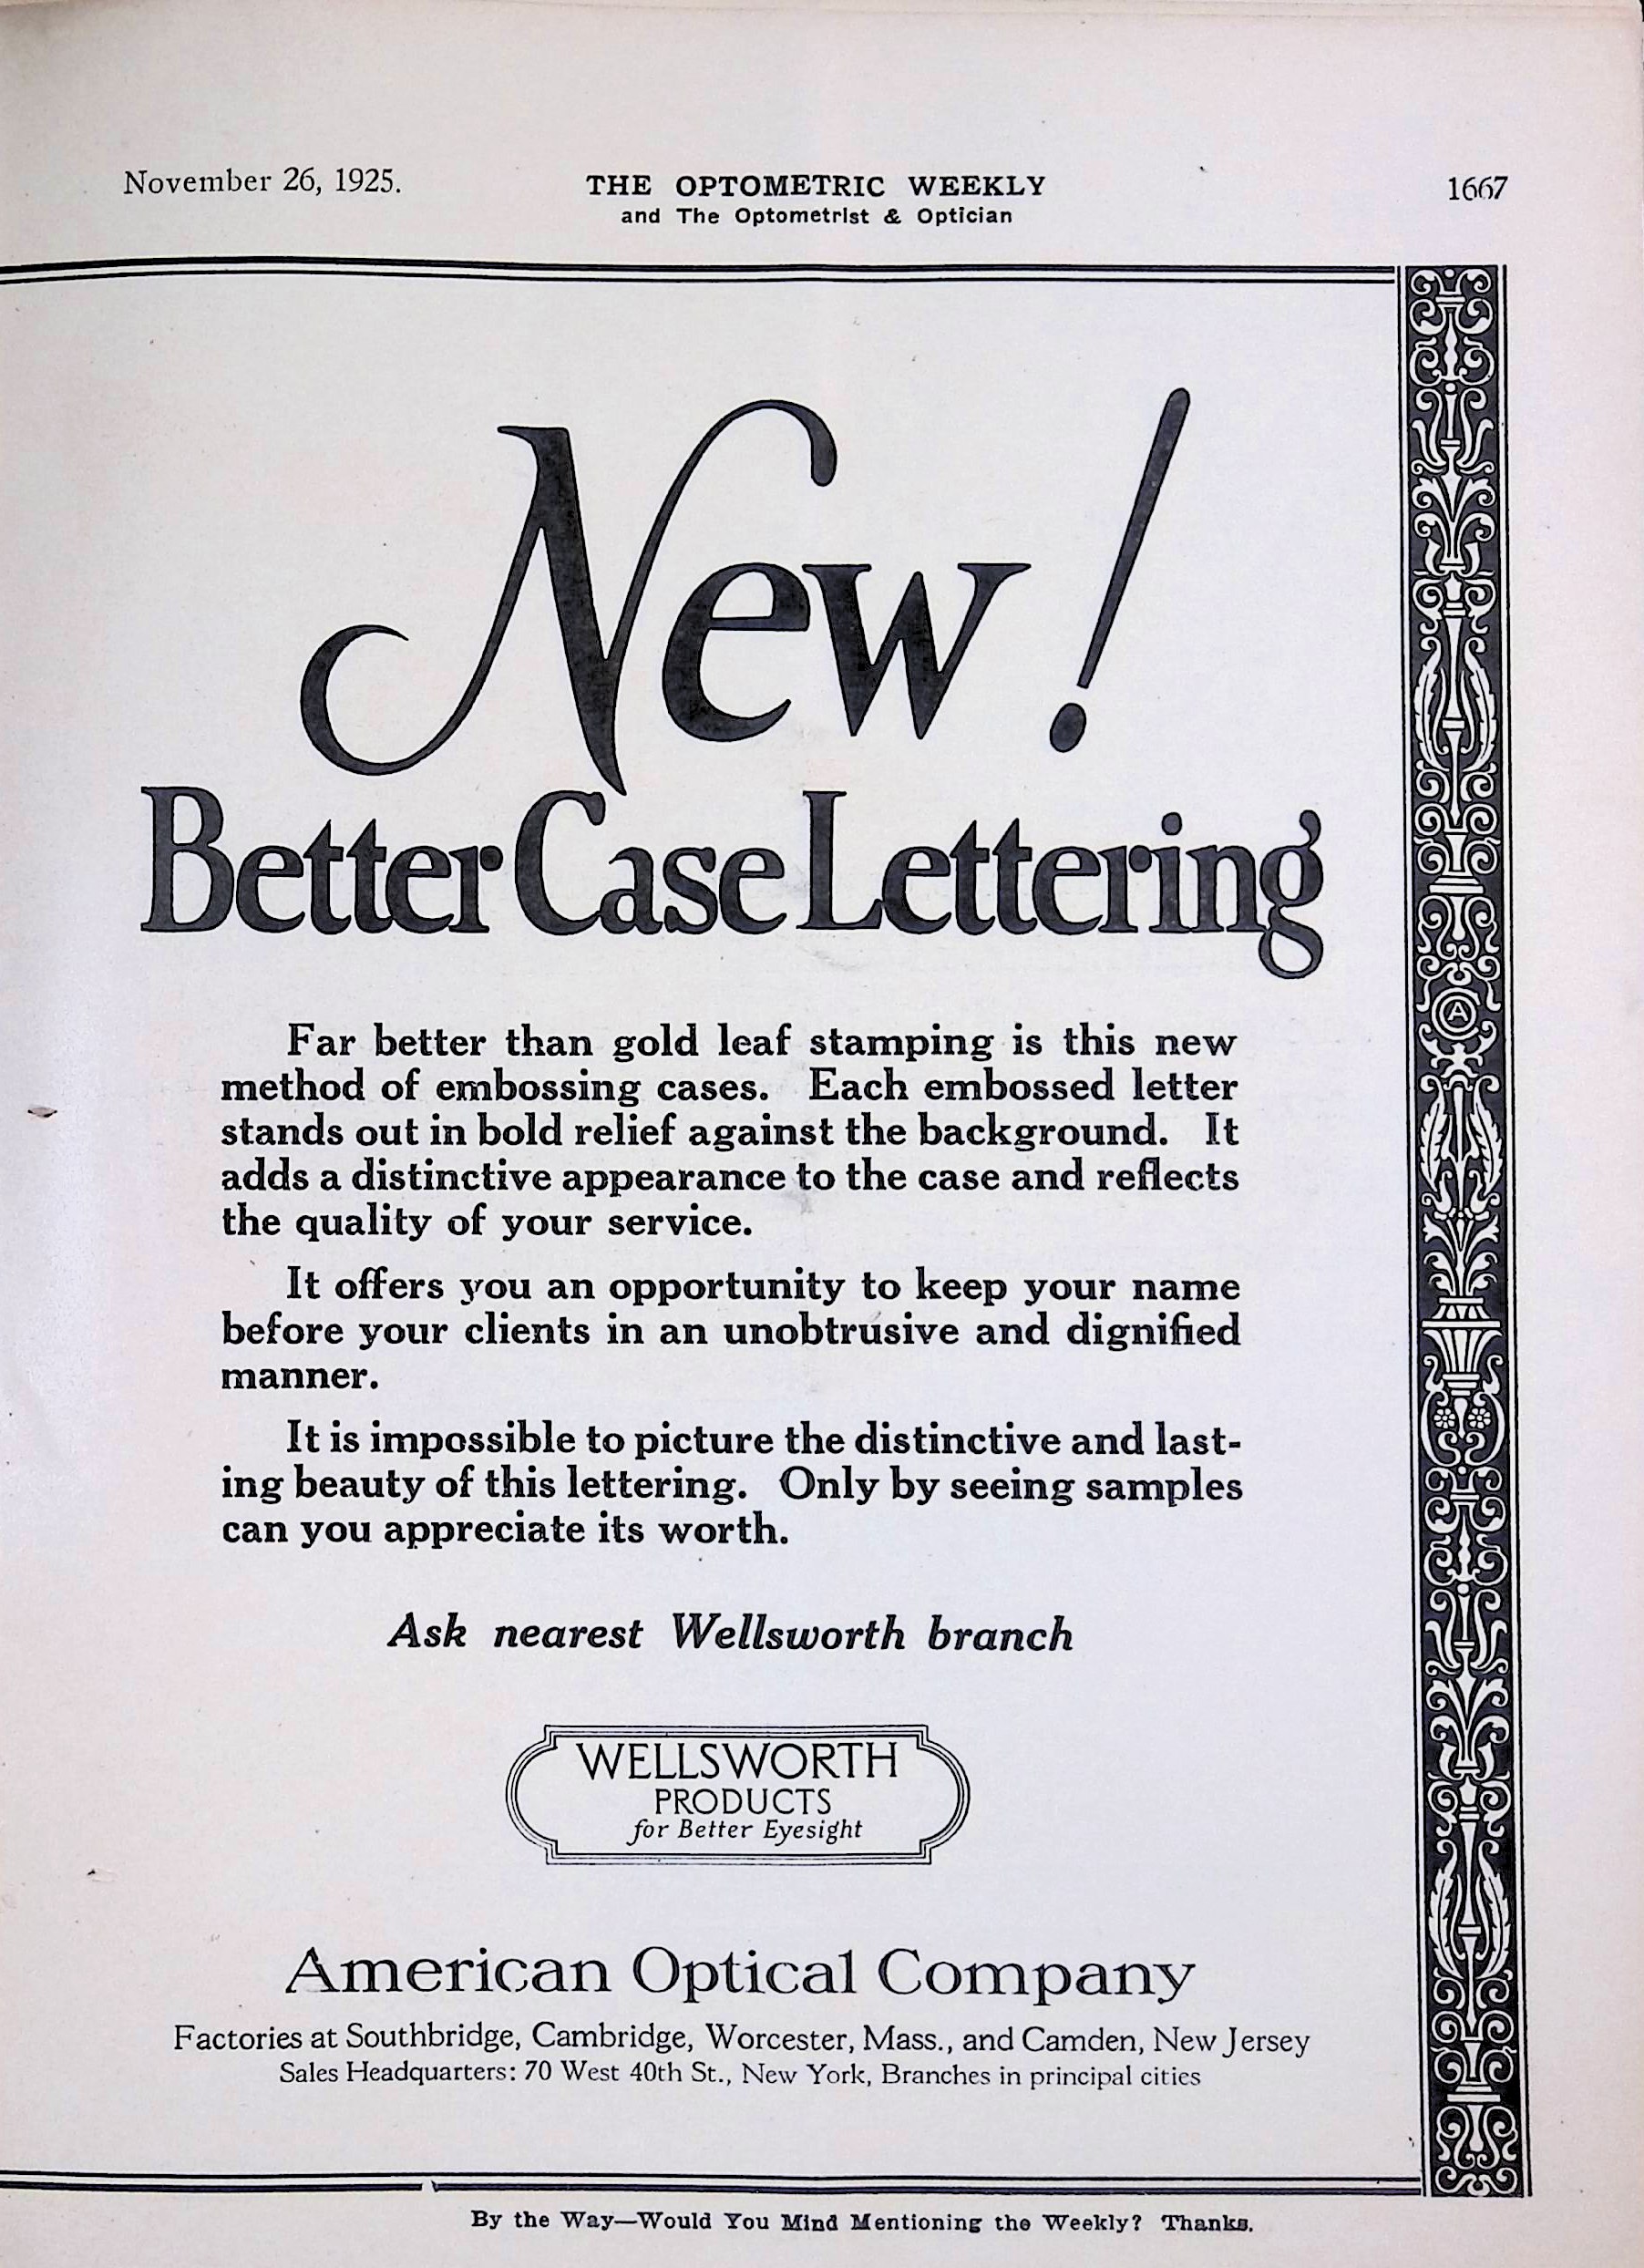 November 26, 1925.
THE OPTOMETRIC WEEKLY
1667
and The Optometrist & Optician
New!
Better Case Lettering
Far better than gold leaf stamping is this new
method of embossing cases. Each embossed letter
stands out in bold relief against the background. It
adds a distinctive appearance to the case and reflects
the quality of your service.
It offers you an opportunity to keep your name
before your clients in an unobtrusive and dignified
manner.
It is impossible to picture the distinctive and last-
ing beauty of this lettering. Only by seeing samples
can you appreciate its worth.
Ask nearest Wellsworth branch
WELLSWORTH
PRODUCTS
for Better Eyesight
American Optical Company
Factories at Southbridge, Cambridge, Worcester, Mass., and Camden, New Jersey
Sales Headquarters: 70 West 40th St., New York, Branches in principal cities
By the Way—Would You Mind Mentioning the Weekly? Thanks.